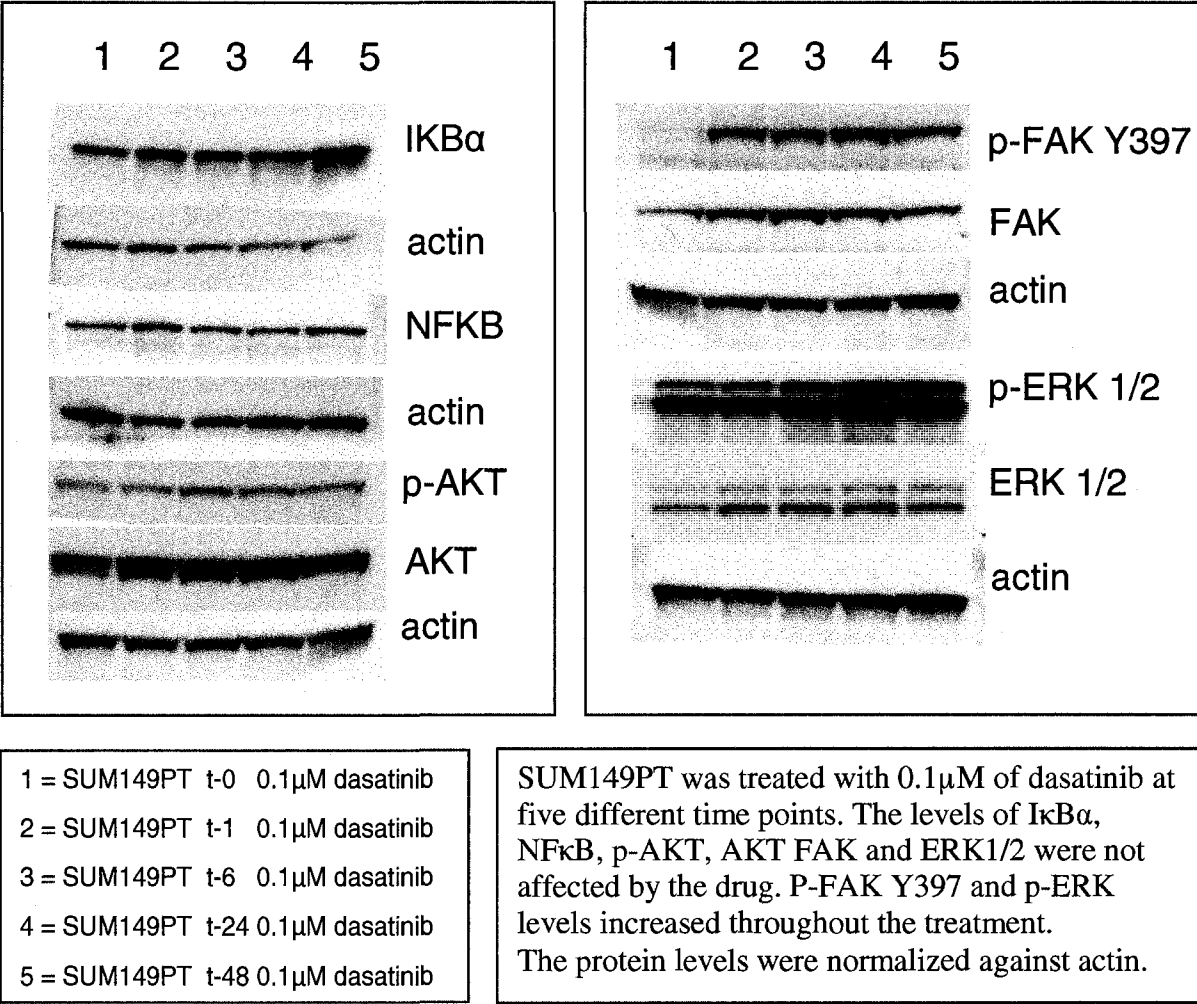 1 2 3 4 5
IKBα
actin
NFKB
actin
p-AKT
AKT
actin
1 2 3 4 5
p-FAK Y397
FAK
actin
p-ERK 1/2
ERK 1/2
actin
1 = SUM149PT t-0 0.1µM dasatinib
2 = SUM149PT t-1 0.1µM dasatinib
3 = SUM149PT t-6 0.1µM dasatinib
4 = SUM149PT t-24 0.1µM dasatinib
5 = SUM149PT t-48 0.1µM dasatinib
SUM149PT was treated with 0.1µM of dasatinib at
five different time points. The levels of IκBα,
NFκB, p-AKT, AKT FAK and ERK1/2 were not
affected by the drug. P-FAK Y397 and p-ERK
levels increased throughout the treatment.
The protein levels were normalized against actin.